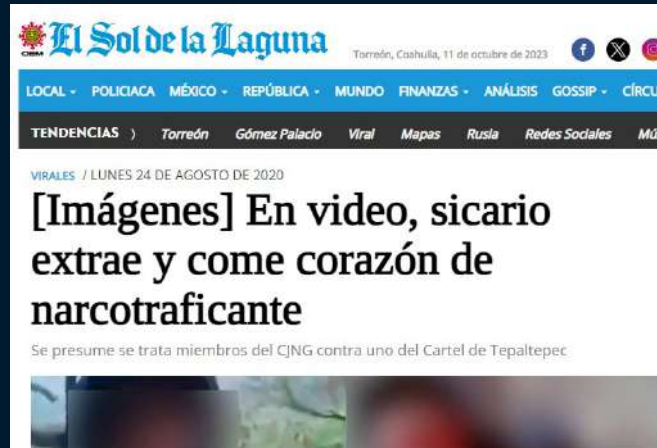 El Sol de la Laguna
OEM
Torreón, Coahuila, 11 de octubre de 2023
LOCAL POLICIACA MÉXICO REPÚBLICA MUNDO FINANZAS ANÁLISIS GOSSIP CÍRCU
TENDENCIAS ) Torreón Gómez Palacio Viral Mapas Rusia Redes Sociales Mú
VIRALES / LUNES 24 DE AGOSTO DE 2020
[Imágenes] En video, sicario
extrae y come corazón de
narcotraficante
Se presume se trata miembros del CJNG contra uno del Cartel de Tepaltepec